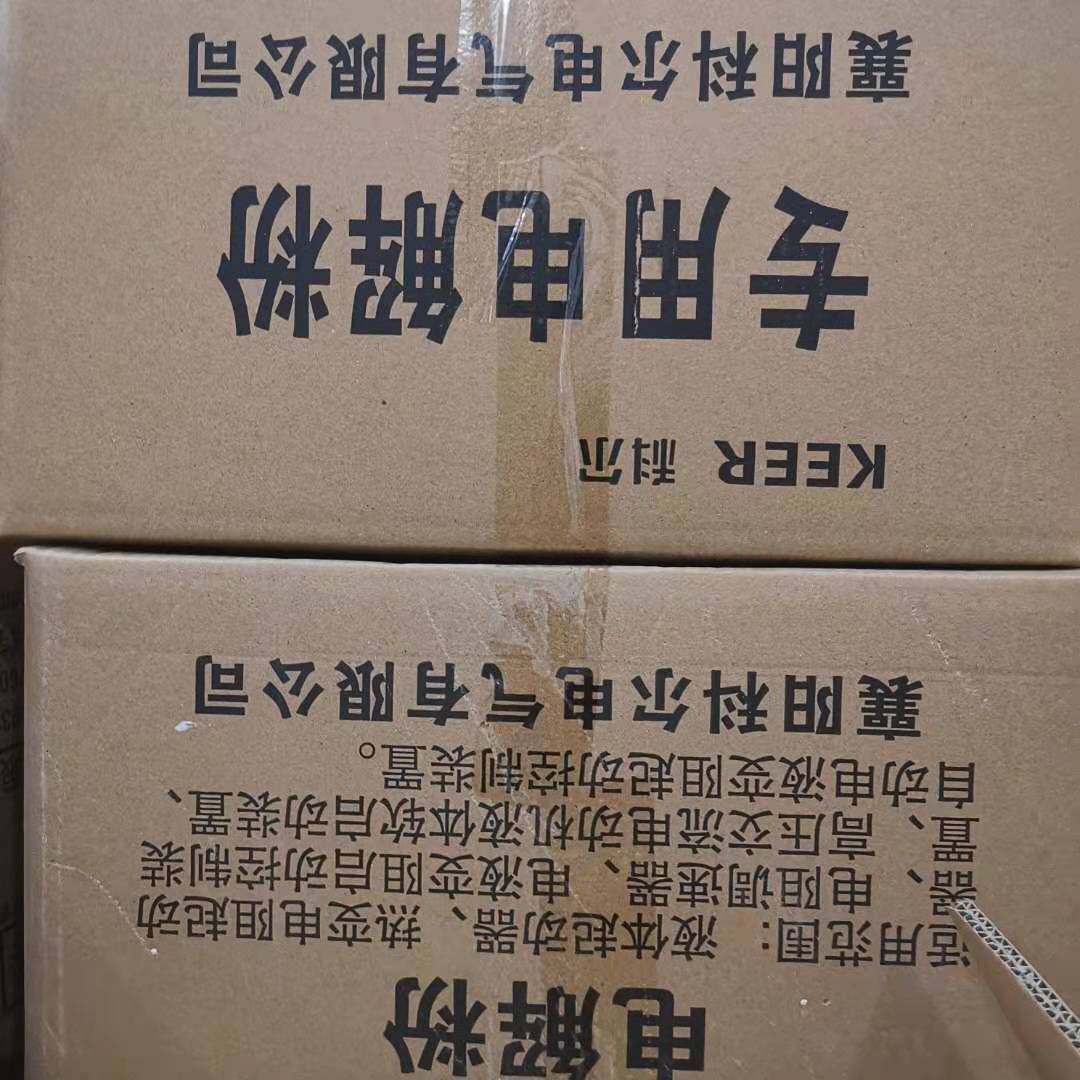 电解粉
适用范围：液体起动器、热变电阻起动
器、电阻调速器、电液变阻启动控制装
置、高压交流电动机液体软启动装置、
自动电液变阻起动控制装置。
襄阳科尔电气有限公司
KEER 科尔
专用电解粉
襄阳科尔电气有限公司